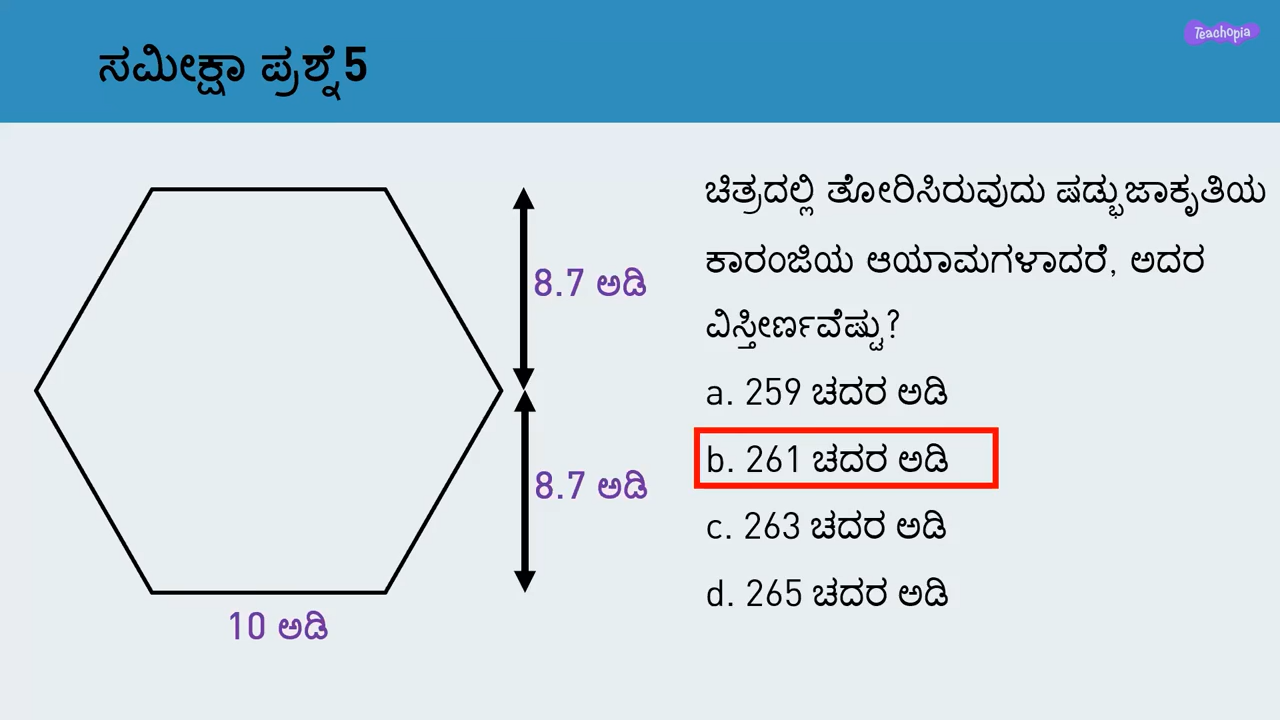 Teachopia
ಸಮೀಕ್ಷಾ ಪ್ರಶ್ನೆ 5
ಚಿತ್ರದಲ್ಲಿ ತೋರಿಸಿರುವುದು ಷಡ್ಭುಜಾಕೃತಿಯ
ಕಾರಂಜಿಯ ಆಯಾಮಗಳಾದರೆ, ಅದರ
ವಿಸ್ತೀರ್ಣವೆಷ್ಟು?
a. 259 ಚದರ ಅಡಿ
b. 261 ಚದರ ಅಡಿ
c. 263 ಚದರ ಅಡಿ
d. 265 ಚದರ ಅಡಿ
8.7 ಅಡಿ
8.7 ಅಡಿ
10 ಅಡಿ